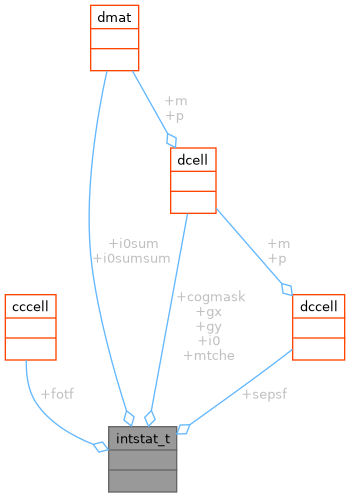 dmat
+m
+p
dcell
+i0sum
+i0sumsum
+m
+p
+cogmask
+gx
+gy
+i0
+mtche
cccell
dccell
+fotf
+sepsf
intstat_t